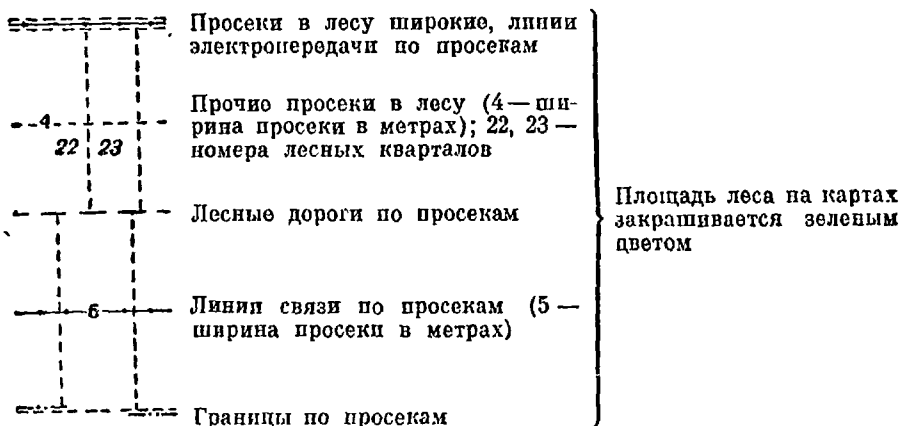 Просеки в лесу широкие, линии
электропередачи по просекам
4
22 23
Прочие просеки в лесу (4—ши-
рина просеки в метрах); 22, 23 —
номера лесных кварталов
Лесные дороги по просекам
5
Линии связи по просекам (5 —
ширина просеки в метрах)
Границы по просекам
Площадь леса на картах
закрашивается зеленым
цветом